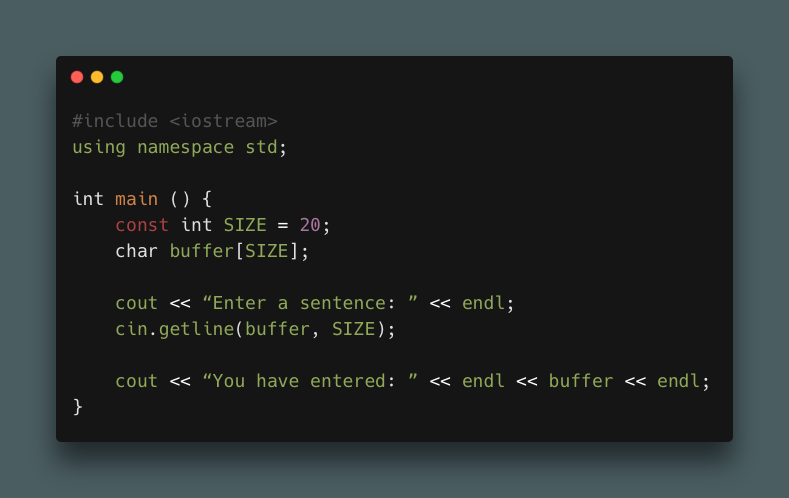 #include <iostream>
using namespace std;

int main () {
    const int SIZE = 20;
    char buffer[SIZE];

    cout << “Enter a sentence: ” << endl;
    cin.getline(buffer, SIZE);

    cout << “You have entered: ” << endl << buffer << endl;
}